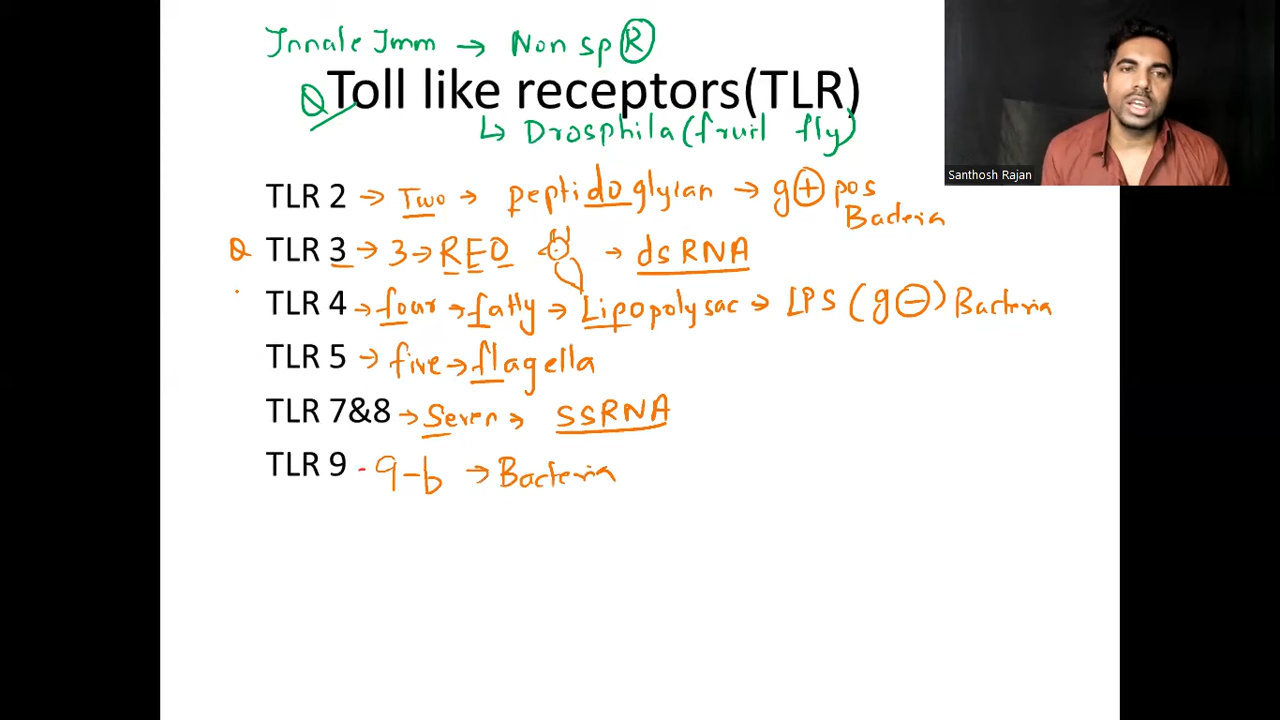 Innate Imm → Non sp R
Q Toll like receptors(TLR)
↳ Drosphila (fruit fly)
Santhosh Rajan
TLR 2 → Two → peptidoglycan → g+ pos
Bacteria
Q TLR 3 → 3 → REO → dsRNA
TLR 4 → four → fatty → Lipopolysac → LPS (g-) Bacteria
TLR 5 → five → flagella
TLR 7&8 → Seven → SSRNA
TLR 9 - 9-b → Bacteria